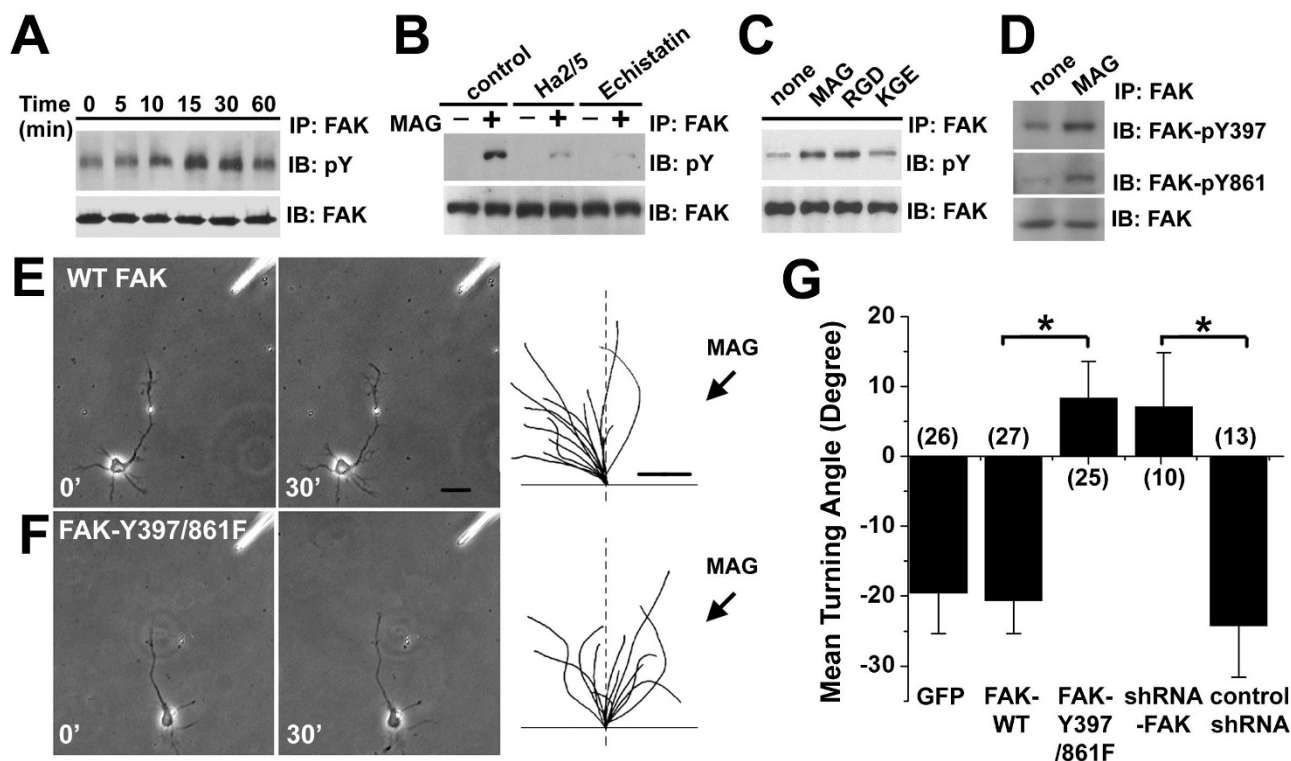 A
Time (min) 0 5 10 15 30 60
IP: FAK
IB: pY
IB: FAK
B
control Ha2/5 Echistatin
MAG − + − + − +
IP: FAK
IB: pY
IB: FAK
C
none MAG RGD KGE
IP: FAK
IB: pY
IB: FAK
D
none MAG
IP: FAK
IB: FAK-pY397
IB: FAK-pY861
IB: FAK
E
WT FAK
0’
30’
MAG
F
FAK-Y397/861F
0’
30’
MAG
G
Mean Turning Angle (Degree)
20
10
0
-10
-20
-30
* *
(26) (27) (25) (10) (13)
GFP
FAK-
WT
FAK-
Y397
/861F
shRNA
-FAK
control
shRNA